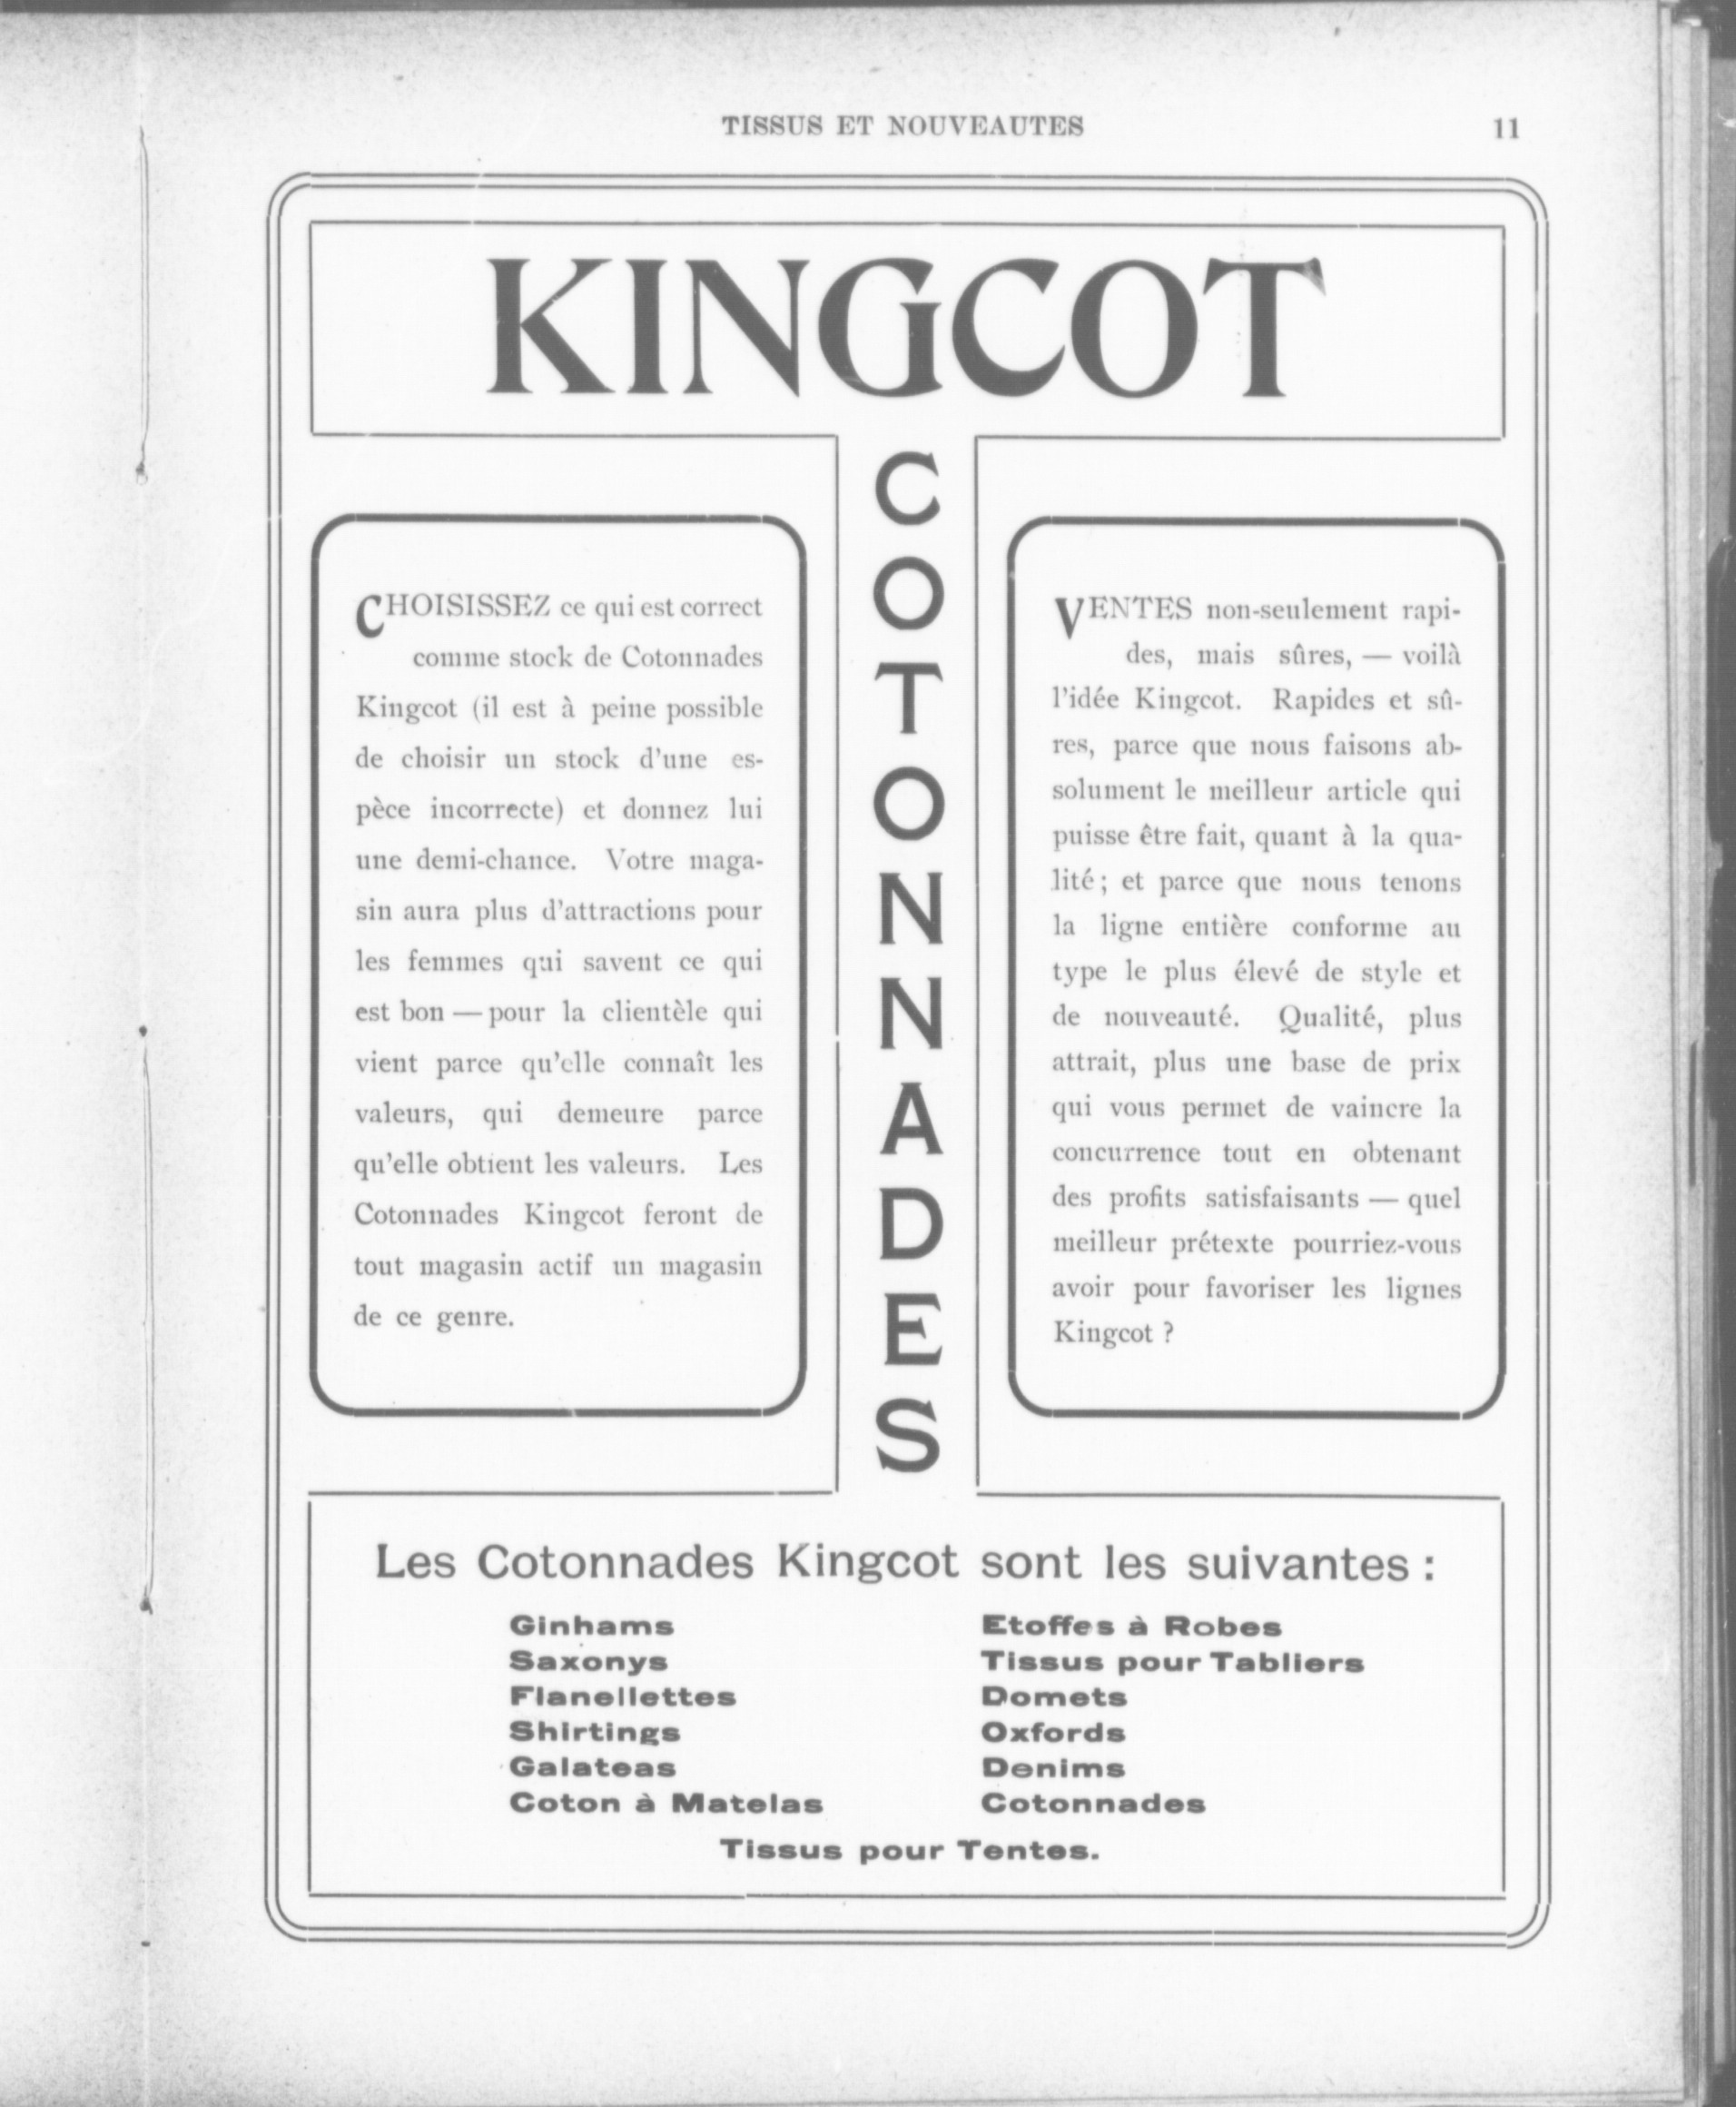 TISSUS ET NOUVEAUTES 11
KINGCOT
COTONNADES
CHOISISSEZ ce qui est correct
comme stock de Cotonnades
Kingcot (il est à peine possible
de choisir un stock d'une es-
pèce incorrecte) et donnez lui
une demi-chance. Votre maga-
sin aura plus d'attractions pour
les femmes qui savent ce qui
est bon — pour la clientèle qui
vient parce qu'elle connaît les
valeurs, qui demeure parce
qu'elle obtient les valeurs. Les
Cotonnades Kingcot feront de
tout magasin actif un magasin
de ce genre.
VENTES non-seulement rapi-
des, mais sûres, — voilà
l'idée Kingcot. Rapides et sû-
res, parce que nous faisons ab-
solument le meilleur article qui
puisse être fait, quant à la qua-
lité; et parce que nous tenons
la ligne entière conforme au
type le plus élevé de style et
de nouveauté. Qualité, plus
attrait, plus une base de prix
qui vous permet de vaincre la
concurrence tout en obtenant
des profits satisfaisants — quel
meilleur prétexte pourriez-vous
avoir pour favoriser les lignes
Kingcot ?
Les Cotonnades Kingcot sont les suivantes :
Ginhams
Saxonys
Flanellettes
Shirtings
Galateas
Coton à Matelas
Etoffes à Robes
Tissus pour Tabliers
Domets
Oxfords
Denims
Cotonnades
Tissus pour Tentes.